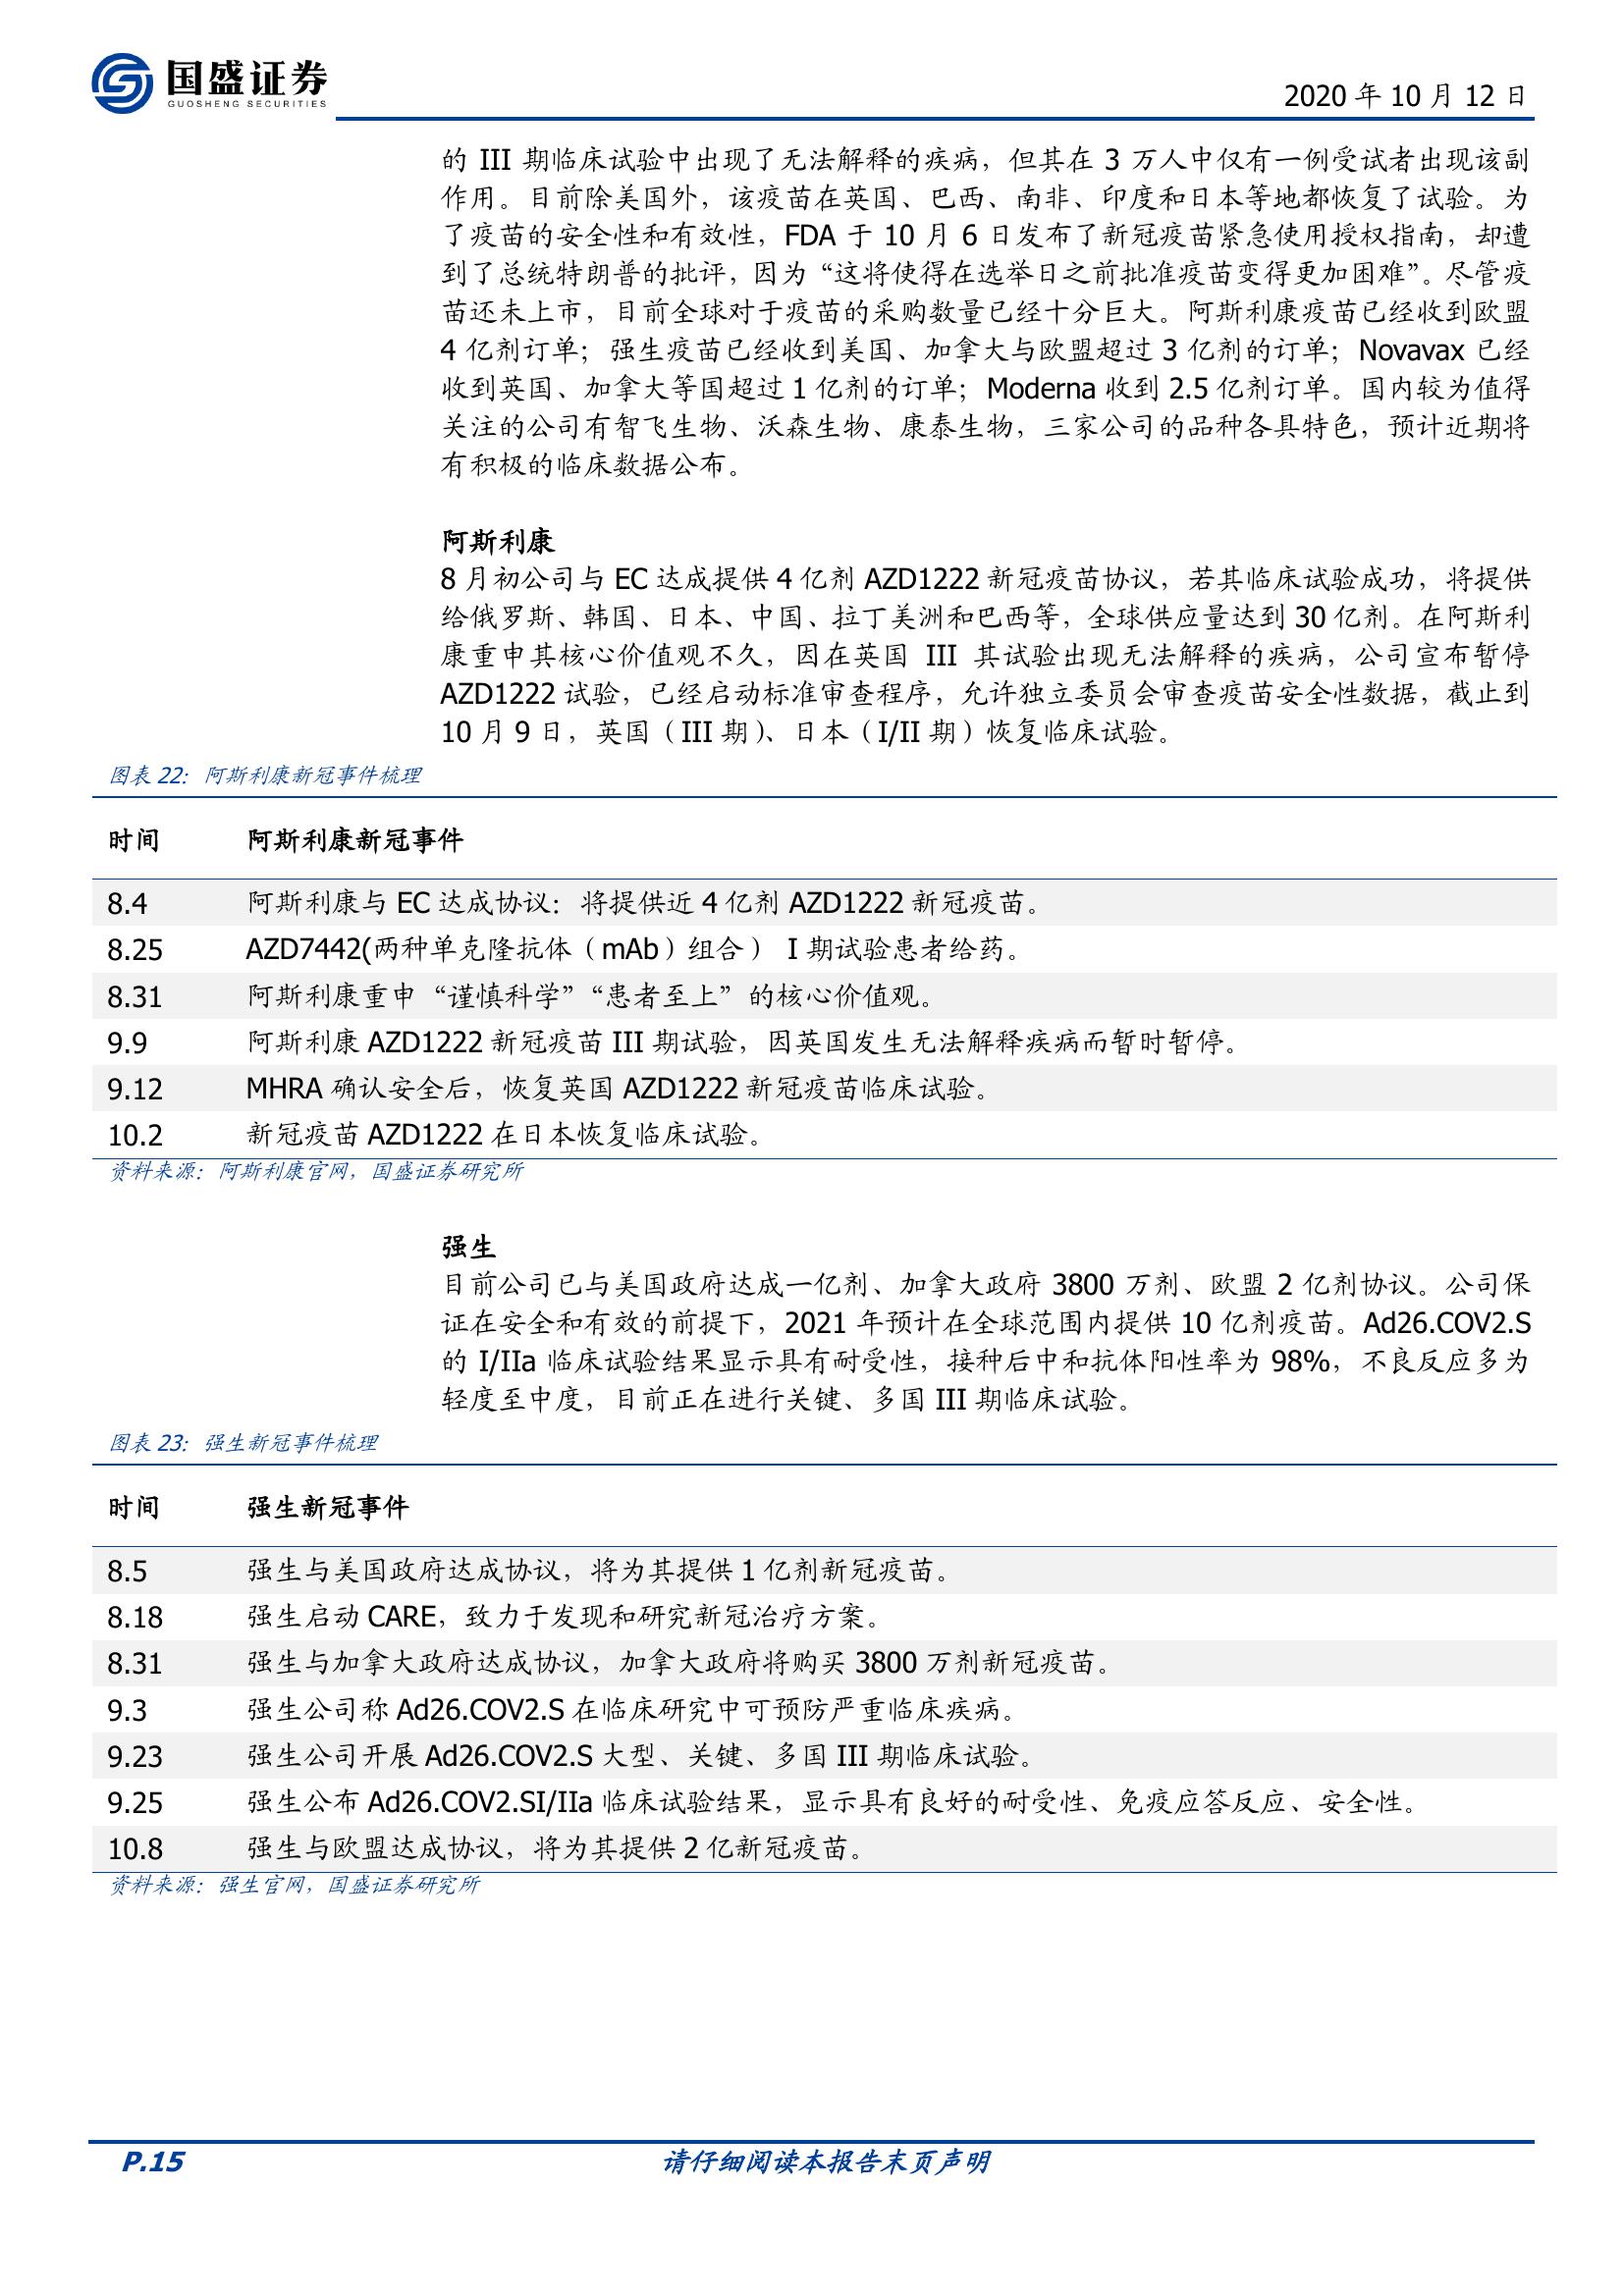 国盛证券
GUOSHENG SECURITIES
2020 年 10 月 12 日
的 III 期临床试验中出现了无法解释的疾病，但其在 3 万人中仅有一例受试者出现该副
作用。目前除美国外，该疫苗在英国、巴西、南非、印度和日本等地都恢复了试验。为
了疫苗的安全性和有效性，FDA 于 10 月 6 日发布了新冠疫苗紧急使用授权指南，却遭
到了总统特朗普的批评，因为“这将使得在选举日之前批准疫苗变得更加困难”。尽管疫
苗还未上市，目前全球对于疫苗的采购数量已经十分巨大。阿斯利康疫苗已经收到欧盟
4 亿剂订单；强生疫苗已经收到美国、加拿大与欧盟超过 3 亿剂的订单；Novavax 已经
收到英国、加拿大等国超过 1 亿剂的订单；Moderna 收到 2.5 亿剂订单。国内较为值得
关注的公司有智飞生物、沃森生物、康泰生物，三家公司的品种各具特色，预计近期将
有积极的临床数据公布。
阿斯利康
8 月初公司与 EC 达成提供 4 亿剂 AZD1222 新冠疫苗协议，若其临床试验成功，将提供
给俄罗斯、韩国、日本、中国、拉丁美洲和巴西等，全球供应量达到 30 亿剂。在阿斯利
康重申其核心价值观不久，因在英国 III 其试验出现无法解释的疾病，公司宣布暂停
AZD1222 试验，已经启动标准审查程序，允许独立委员会审查疫苗安全性数据，截止到
10 月 9 日，英国（III 期）、日本（I/II 期）恢复临床试验。
图表 22：阿斯利康新冠事件梳理
时间 阿斯利康新冠事件
8.4 阿斯利康与 EC 达成协议：将提供近 4 亿剂 AZD1222 新冠疫苗。
8.25 AZD7442(两种单克隆抗体（mAb）组合） I 期试验患者给药。
8.31 阿斯利康重申“谨慎科学”“患者至上”的核心价值观。
9.9 阿斯利康 AZD1222 新冠疫苗 III 期试验，因英国发生无法解释疾病而暂时暂停。
9.12 MHRA 确认安全后，恢复英国 AZD1222 新冠疫苗临床试验。
10.2 新冠疫苗 AZD1222 在日本恢复临床试验。
资料来源：阿斯利康官网，国盛证券研究所
强生
目前公司已与美国政府达成一亿剂、加拿大政府 3800 万剂、欧盟 2 亿剂协议。公司保
证在安全和有效的前提下，2021 年预计在全球范围内提供 10 亿剂疫苗。Ad26.COV2.S
的 I/IIa 临床试验结果显示具有耐受性，接种后中和抗体阳性率为 98%，不良反应多为
轻度至中度，目前正在进行关键、多国 III 期临床试验。
图表 23：强生新冠事件梳理
时间 强生新冠事件
8.5 强生与美国政府达成协议，将为其提供 1 亿剂新冠疫苗。
8.18 强生启动 CARE，致力于发现和研究新冠治疗方案。
8.31 强生与加拿大政府达成协议，加拿大政府将购买 3800 万剂新冠疫苗。
9.3 强生公司称 Ad26.COV2.S 在临床研究中可预防严重临床疾病。
9.23 强生公司开展 Ad26.COV2.S 大型、关键、多国 III 期临床试验。
9.25 强生公布 Ad26.COV2.SI/IIa 临床试验结果，显示具有良好的耐受性、免疫应答反应、安全性。
10.8 强生与欧盟达成协议，将为其提供 2 亿新冠疫苗。
资料来源：强生官网，国盛证券研究所
P.15 请仔细阅读本报告末页声明